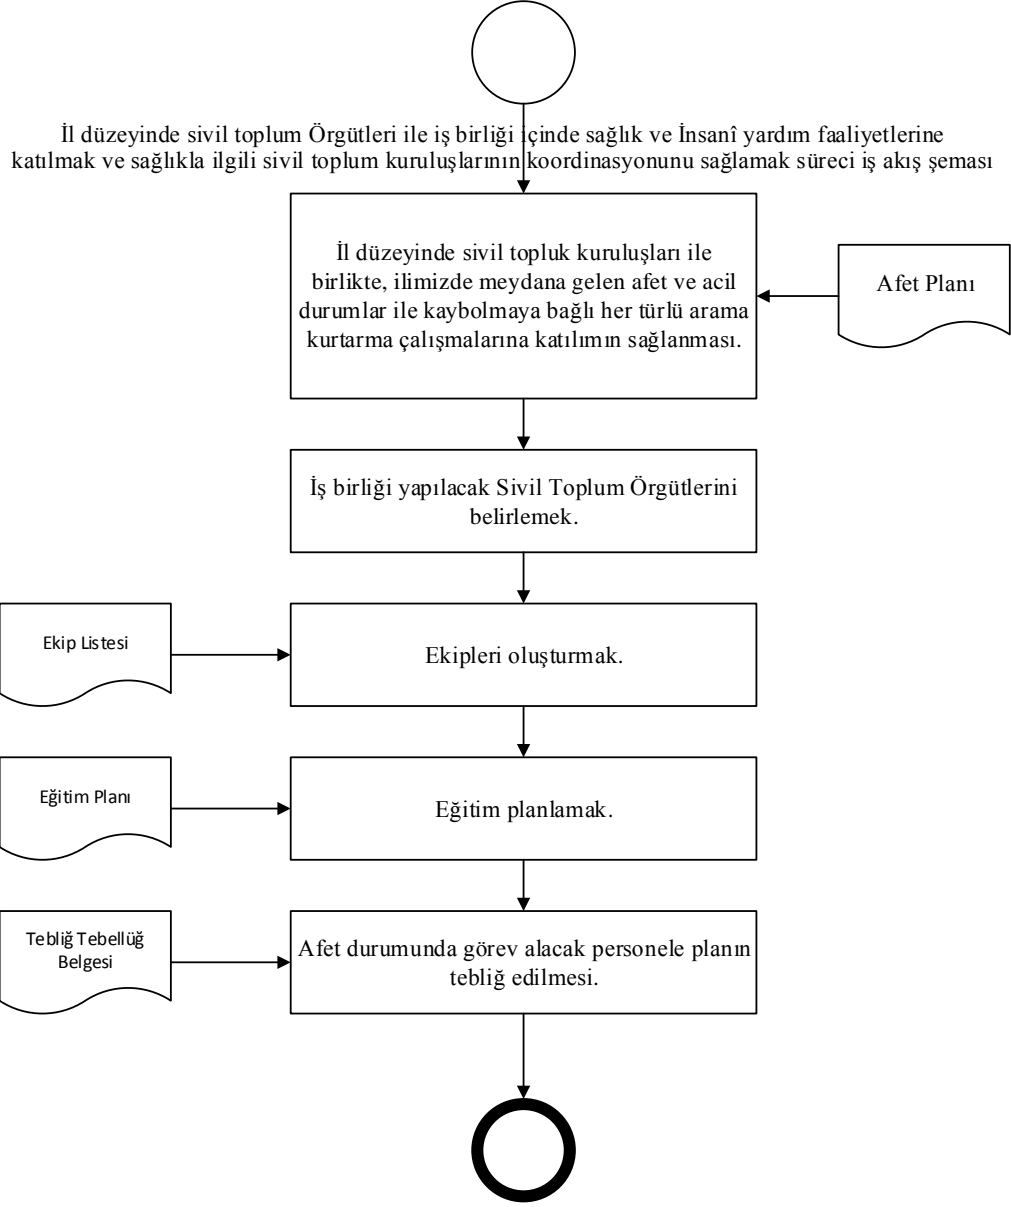 İl düzeyinde sivil toplum Örgütleri ile iş birliği içinde sağlık ve İnsanî yardım faaliyetlerine
katılmak ve sağlıkla ilgili sivil toplum kuruluşlarının koordinasyonunu sağlamak süreci iş akış şeması
İl düzeyinde sivil topluk kuruluşları ile
birlikte, ilimizde meydana gelen afet ve acil
durumlar ile kaybolmaya bağlı her türlü arama
kurtarma çalışmalarına katılımın sağlanması.
Afet Planı
İş birliği yapılacak Sivil Toplum Örgütlerini
belirlemek.
Ekip Listesi
Ekipleri oluşturmak.
Eğitim Planı
Eğitim planlamak.
Tebliğ Tebellüğ
Belgesi
Afet durumunda görev alacak personele planın
tebliğ edilmesi.